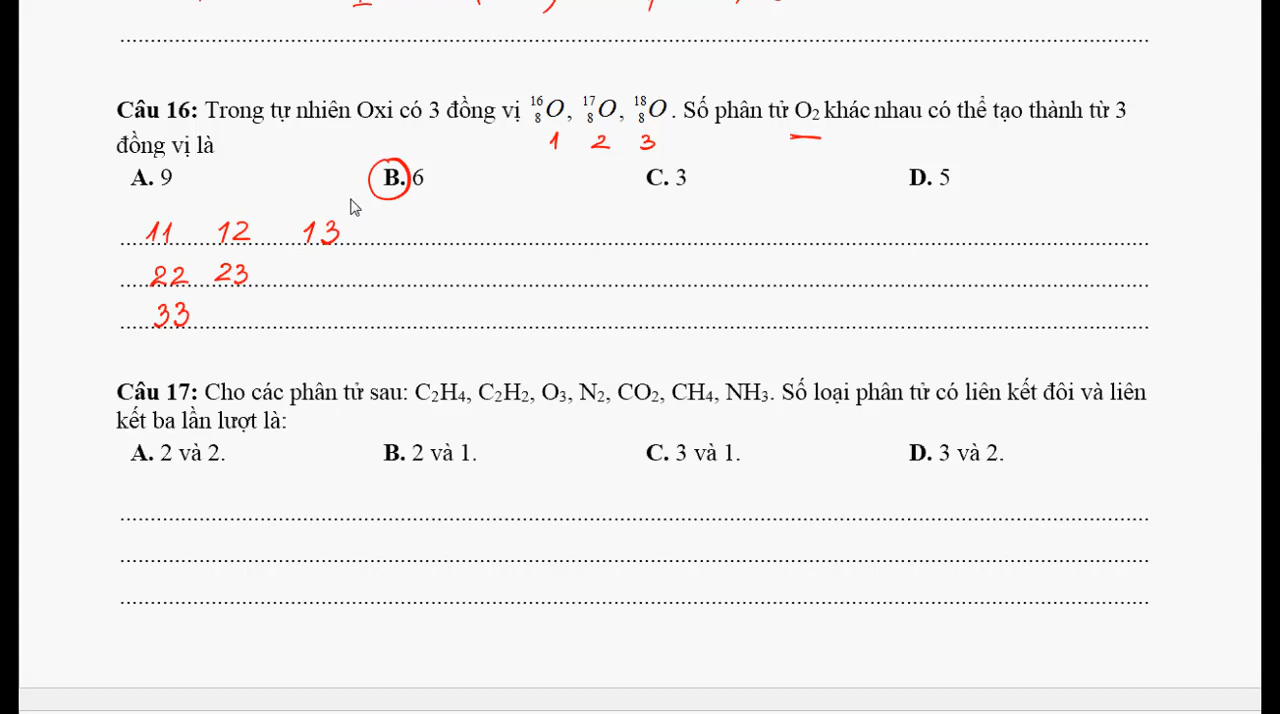 Câu 16: Trong tự nhiên Oxi có 3 đồng vị ¹⁶₈O, ¹⁷₈O, ¹⁸₈O. Số phân tử O₂ khác nhau có thể tạo thành từ 3
1 2 3
đồng vị là
A. 9 B. 6 C. 3 D. 5
11 12 13
22 23
33
Câu 17: Cho các phân tử sau: C₂H₄, C₂H₂, O₃, N₂, CO₂, CH₄, NH₃. Số loại phân tử có liên kết đôi và liên
kết ba lần lượt là:
A. 2 và 2. B. 2 và 1. C. 3 và 1. D. 3 và 2.